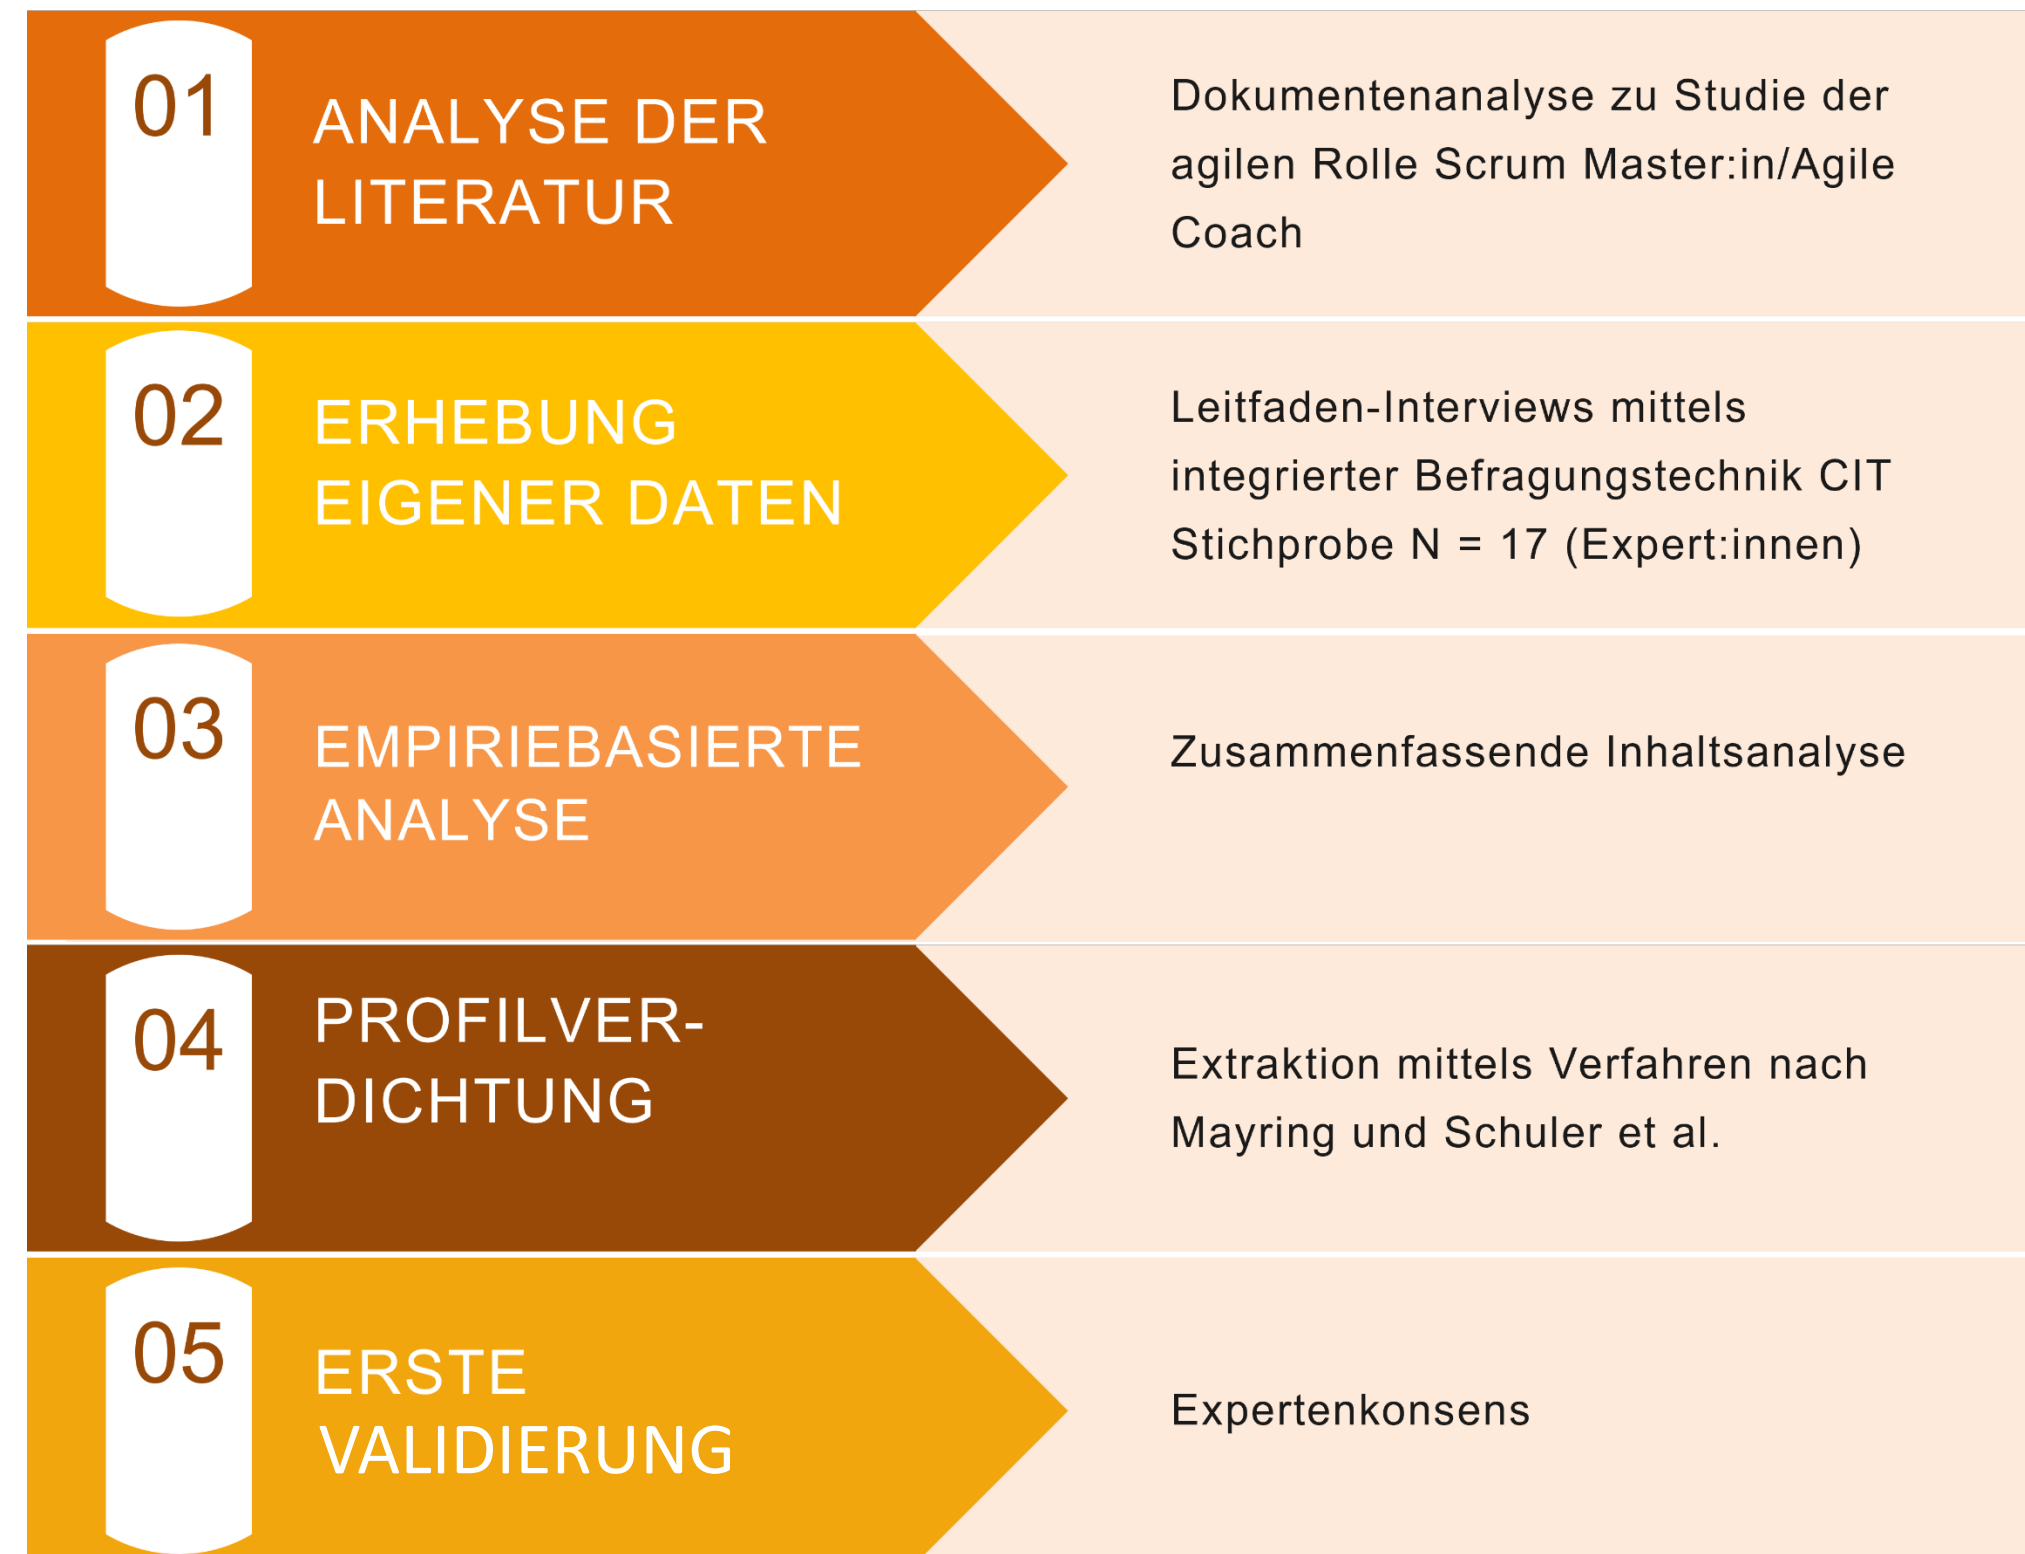 01
ANALYSE DER
LITERATUR
Dokumentenanalyse zu Studie der
agilen Rolle Scrum Master:in/Agile
Coach
02
ERHEBUNG
EIGENER DATEN
Leitfaden-Interviews mittels
integrierter Befragungstechnik CIT
Stichprobe N = 17 (Expert:innen)
03
EMPIRIEBASIERTE
ANALYSE
Zusammenfassende Inhaltsanalyse
04
PROFILVER-
DICHTUNG
Extraktion mittels Verfahren nach
Mayring und Schuler et al.
05
ERSTE
VALIDIERUNG
Expertenkonsens